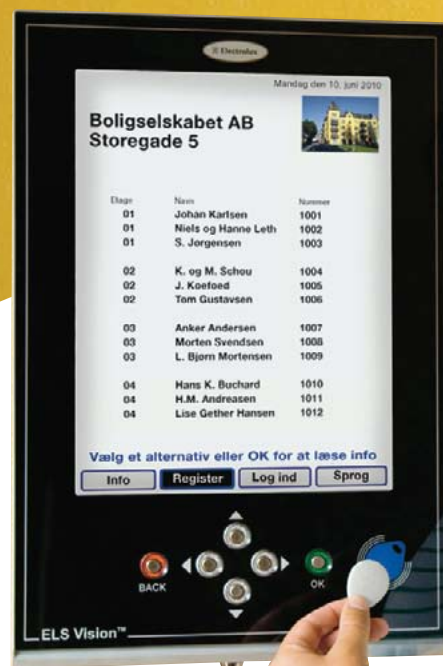 Electrolux
Mandag den 10. juni 2010
Boligselskabet AB
Storegade 5
Etage Navn Nummer
01 Johan Karlsen 1001
01 Niels og Hanne Leth 1002
01 S. Jørgensen 1003
02 K. og M. Schou 1004
02 J. Koefoed 1005
02 Tom Gustavsen 1006
03 Anker Andersen 1007
03 Morten Svendsen 1008
03 L. Bjørn Mortensen 1009
04 Hans K. Buchard 1010
04 H.M. Andreasen 1011
04 Lise Gether Hansen 1012
Vælg et alternativ eller OK for at læse info
Info Register Log ind Sprog
BACK OK
ELS Vision™